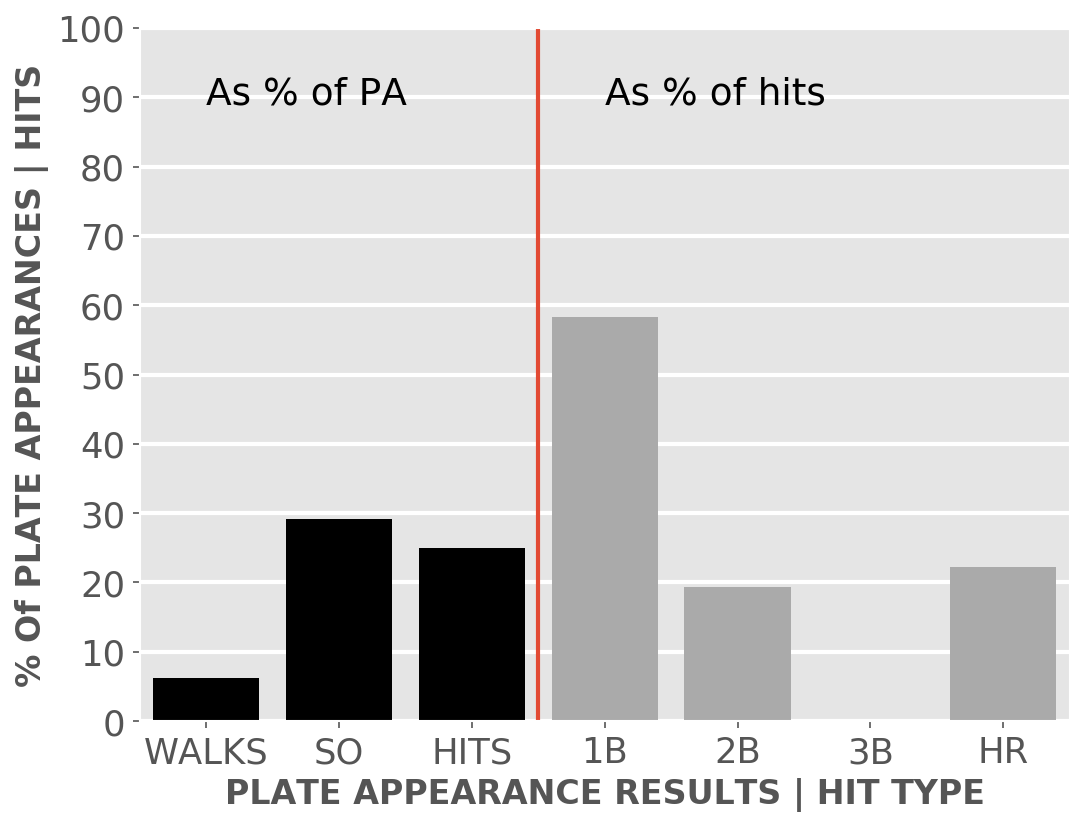 100
90
80
70
60
50
40
30
20
10
0
% Of PLATE APPEARANCES | HITS
As % of PA
As % of hits
WALKS SO HITS 1B 2B 3B HR
PLATE APPEARANCE RESULTS | HIT TYPE